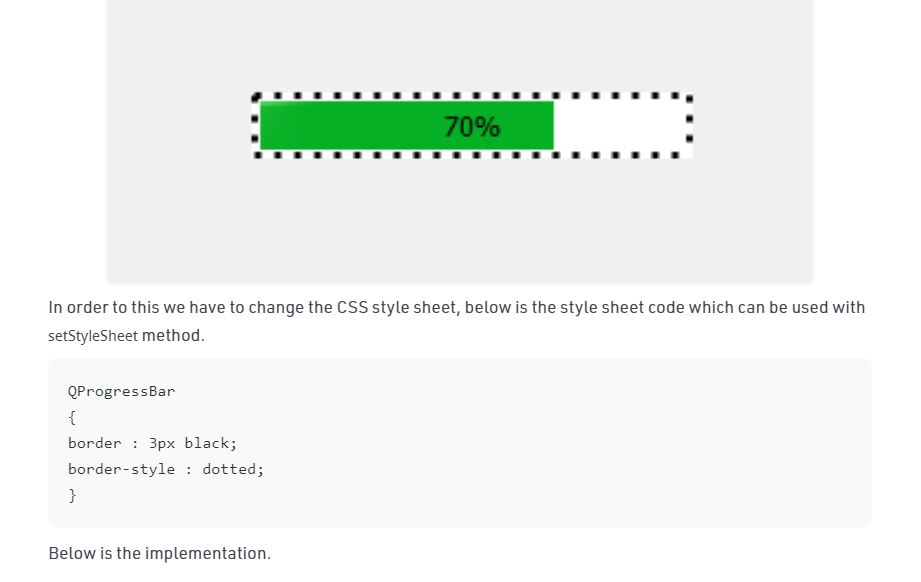 70%
In order to this we have to change the CSS style sheet, below is the style sheet code which can be used with
setStyleSheet method.
QProgressBar
{
border : 3px black;
border-style : dotted;
}
Below is the implementation.